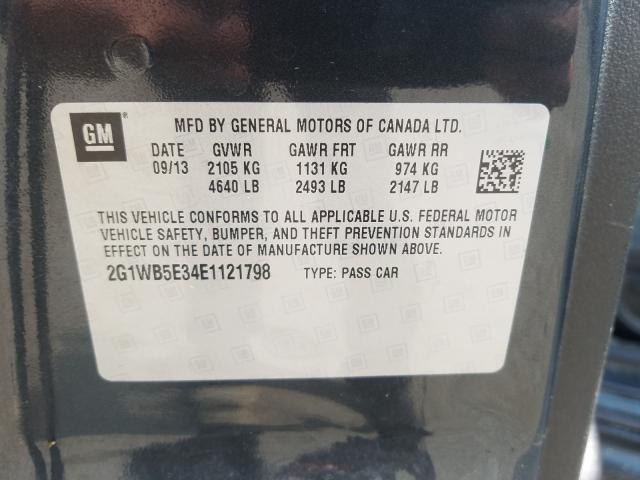 GM
MFD BY GENERAL MOTORS OF CANADA LTD.
DATE GVWR GAWR FRT GAWR RR
09/13 2105 KG 1131 KG 974 KG
4640 LB 2493 LB 2147 LB
THIS VEHICLE CONFORMS TO ALL APPLICABLE U.S. FEDERAL MOTOR
VEHICLE SAFETY, BUMPER, AND THEFT PREVENTION STANDARDS IN
EFFECT ON THE DATE OF MANUFACTURE SHOWN ABOVE.
2G1WB5E34E1121798 TYPE: PASS CAR